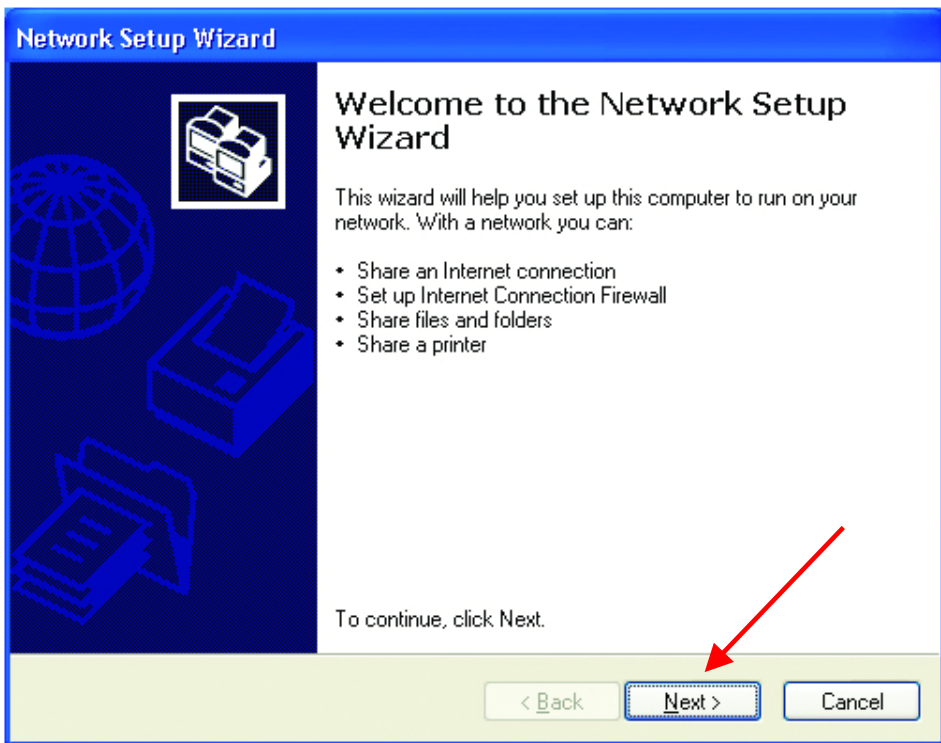 Network Setup Wizard
Welcome to the Network Setup
Wizard
This wizard will help you set up this computer to run on your
network. With a network you can:
• Share an Internet connection
• Set up Internet Connection Firewall
• Share files and folders
• Share a printer
To continue, click Next.
< Back Next > Cancel